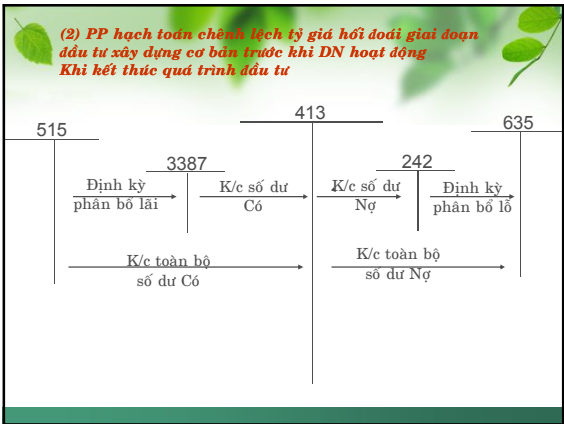 (2) PP hạch toán chênh lệch tỷ giá hối đoái giai đoạn
đầu tư xây dựng cơ bản trước khi DN hoạt động
Khi kết thúc quá trình đầu tư
413
515
635
3387
242
Định kỳ
phân bổ lãi
K/c số dư
Có
K/c số dư
Nợ
Định kỳ
phân bổ lỗ
K/c toàn bộ
số dư Có
K/c toàn bộ
số dư Nợ